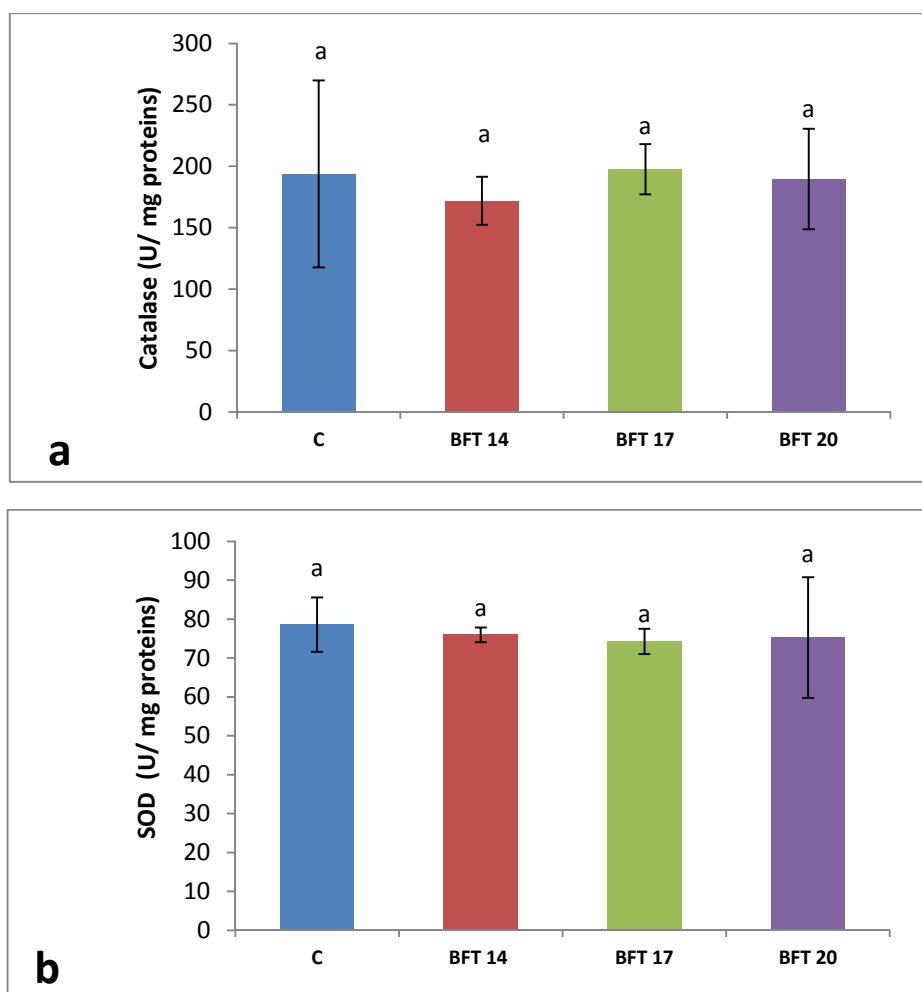 a
a
a
a
300
250
200
150
100
50
0
Catalase (U/ mg proteins)
C BFT 14 BFT 17 BFT 20
a
a
a
a
a
100
90
80
70
60
50
40
30
20
10
0
SOD (U/ mg proteins)
C BFT 14 BFT 17 BFT 20
b